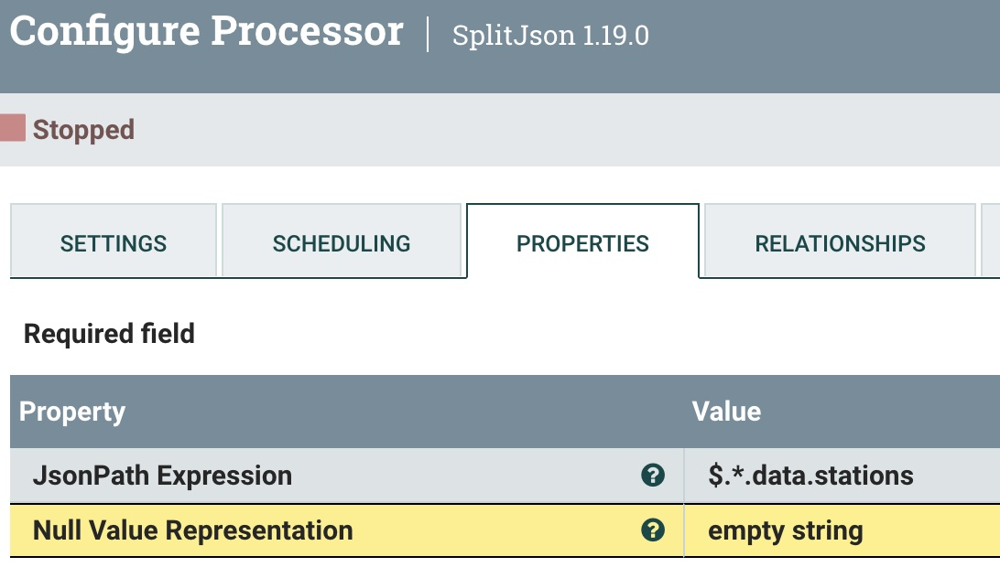 Configure Processor | SplitJson 1.19.0
Stopped
SETTINGS SCHEDULING PROPERTIES RELATIONSHIPS
Required field
Property Value
JsonPath Expression ? $.*.data.stations
Null Value Representation ? empty string